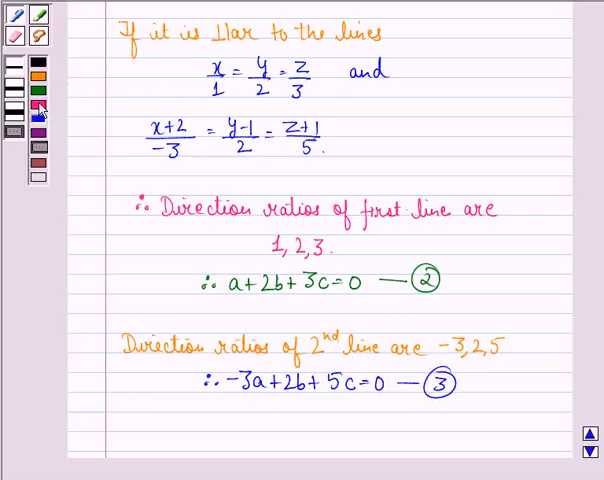 If it is ⊥lar to the lines
x/1 = y/2 = z/3 and
x+2/-3 = y-1/2 = z+1/5.
∴ Direction ratios of first line are
1, 2, 3.
∴ a+2b+3c=0 — ②
Direction ratios of 2nd line are -3,2,5
∴ -3a+2b+5c=0 — ③